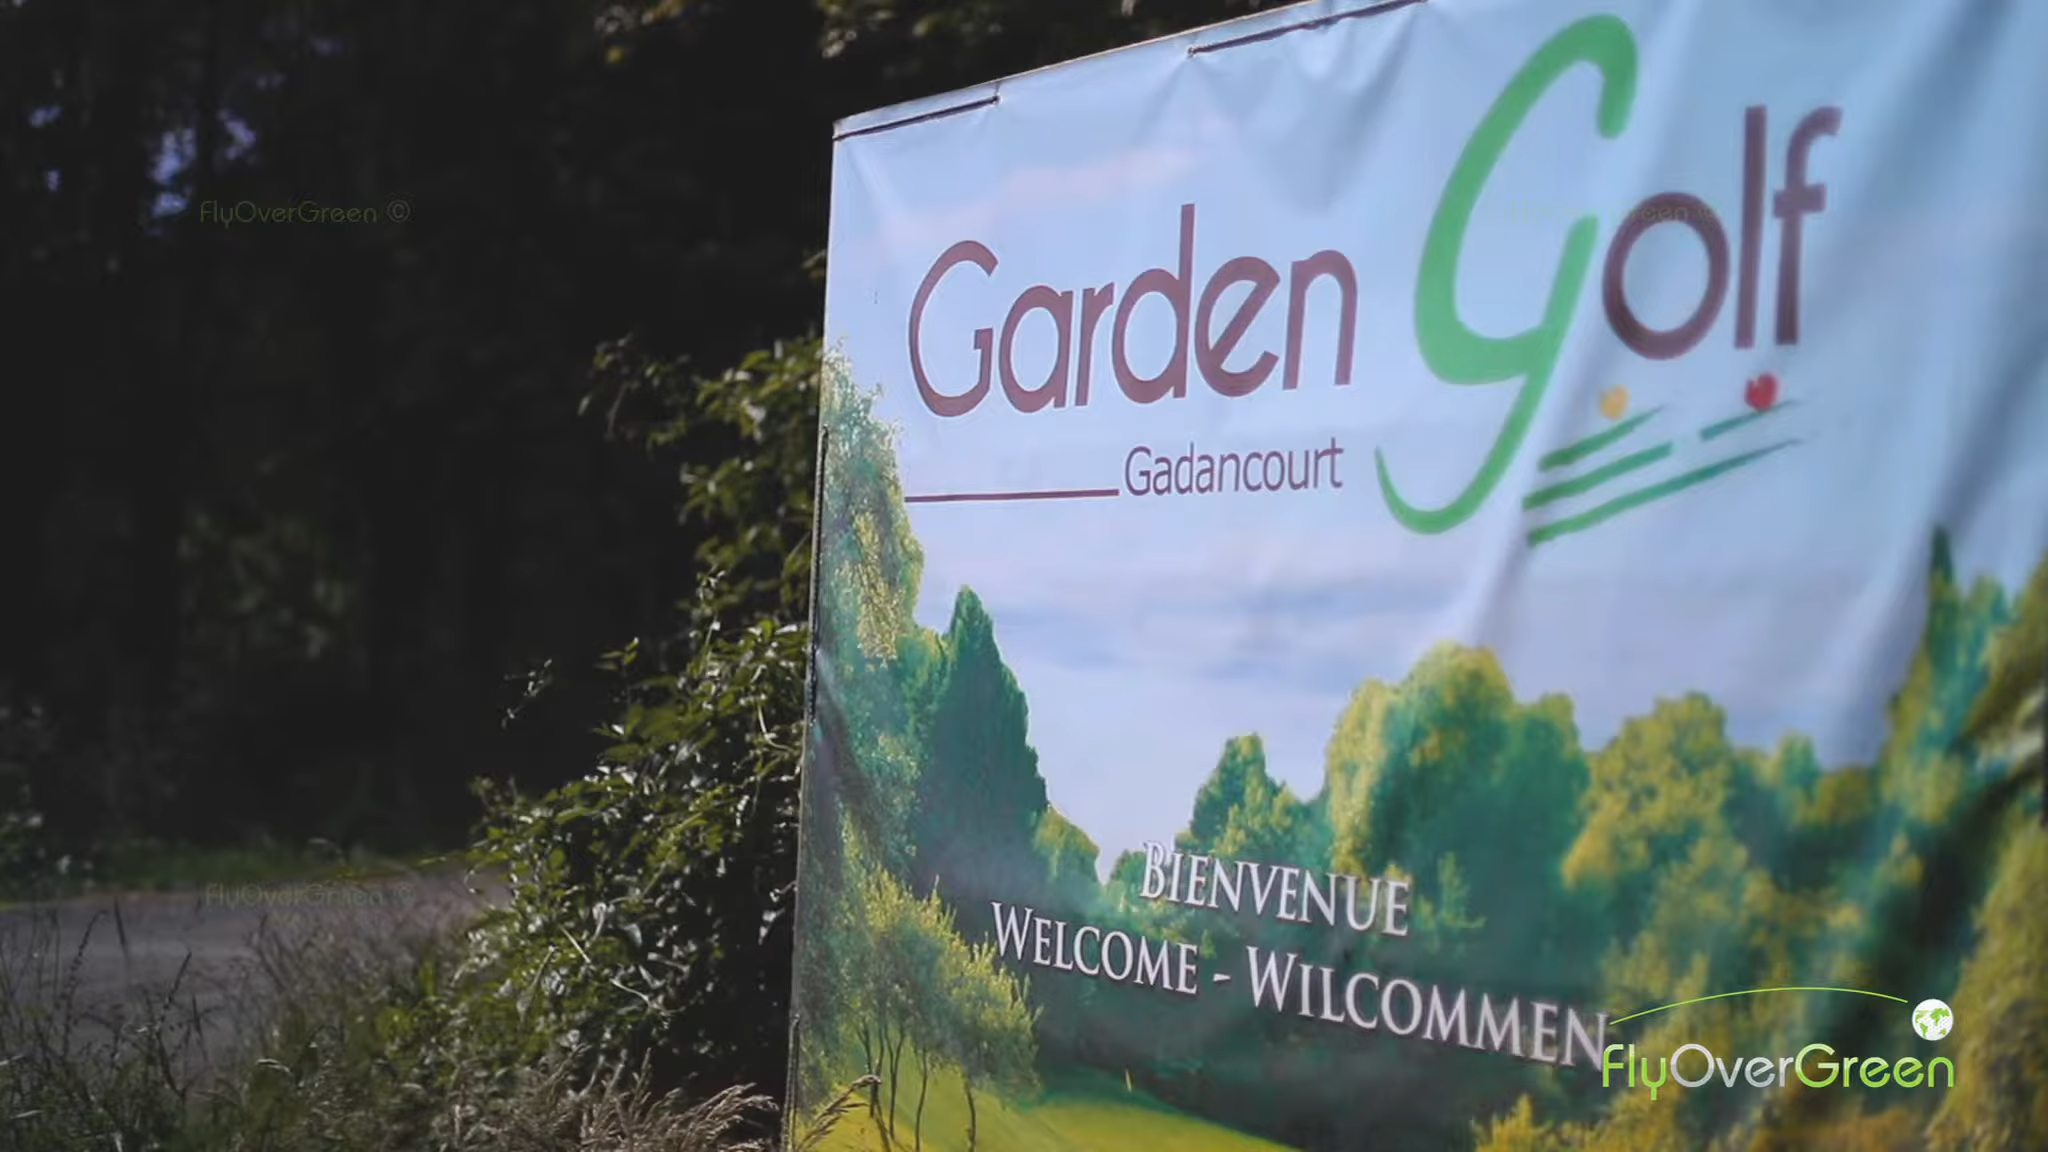 FlyOverGreen ©
Garden Golf
Gadancourt
BIENVENUE
WELCOME - WILCOMMEN
FlyOverGreen ©
FlyOverGreen